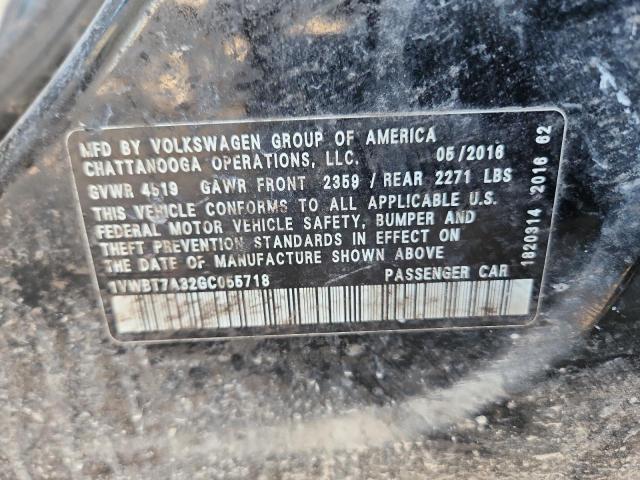 MFD BY VOLKSWAGEN GROUP OF AMERICA
CHATTANOOGA OPERATIONS, LLC. 05/2016
GVWR 4519 GAWR FRONT 2359 / REAR 2271 LBS
THIS VEHICLE CONFORMS TO ALL APPLICABLE U.S.
FEDERAL MOTOR VEHICLE SAFETY, BUMPER AND
THEFT PREVENTION STANDARDS IN EFFECT ON
THE DATE OF MANUFACTURE SHOWN ABOVE
1VWBT7A32GC055718 PASSENGER CAR
1820314 2016 62